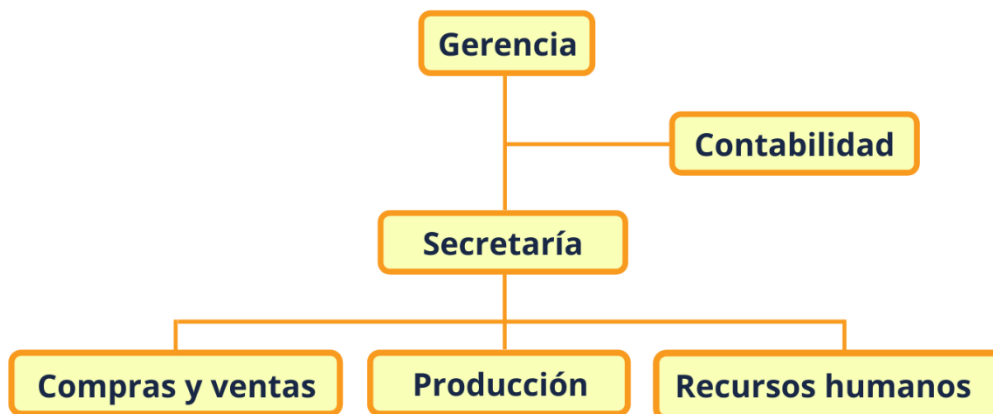 Gerencia
Contabilidad
Secretaría
Compras y ventas
Producción
Recursos humanos